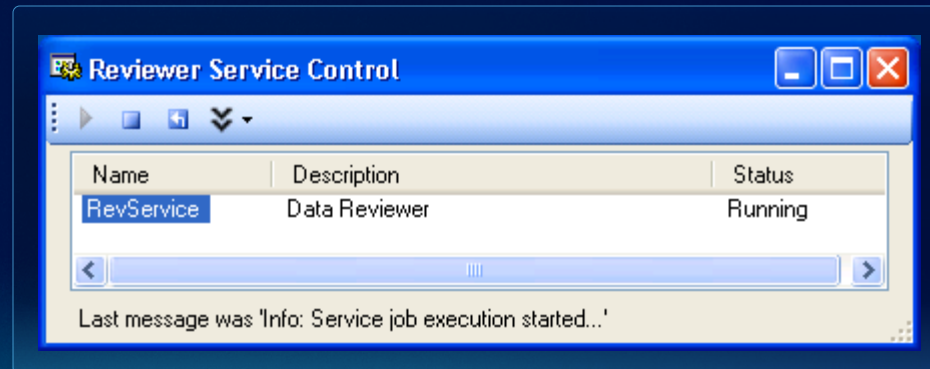 Reviewer Service Control
Name Description Status
RevService Data Reviewer Running
Last message was 'Info: Service job execution started...'